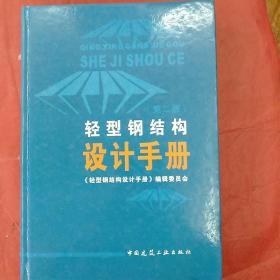 QING XING GANG JIE GOU
SHE JI SHOU CE
第二版
轻型钢结构
设计手册
《轻型钢结构设计手册》编辑委员会
中国建筑工业出版社